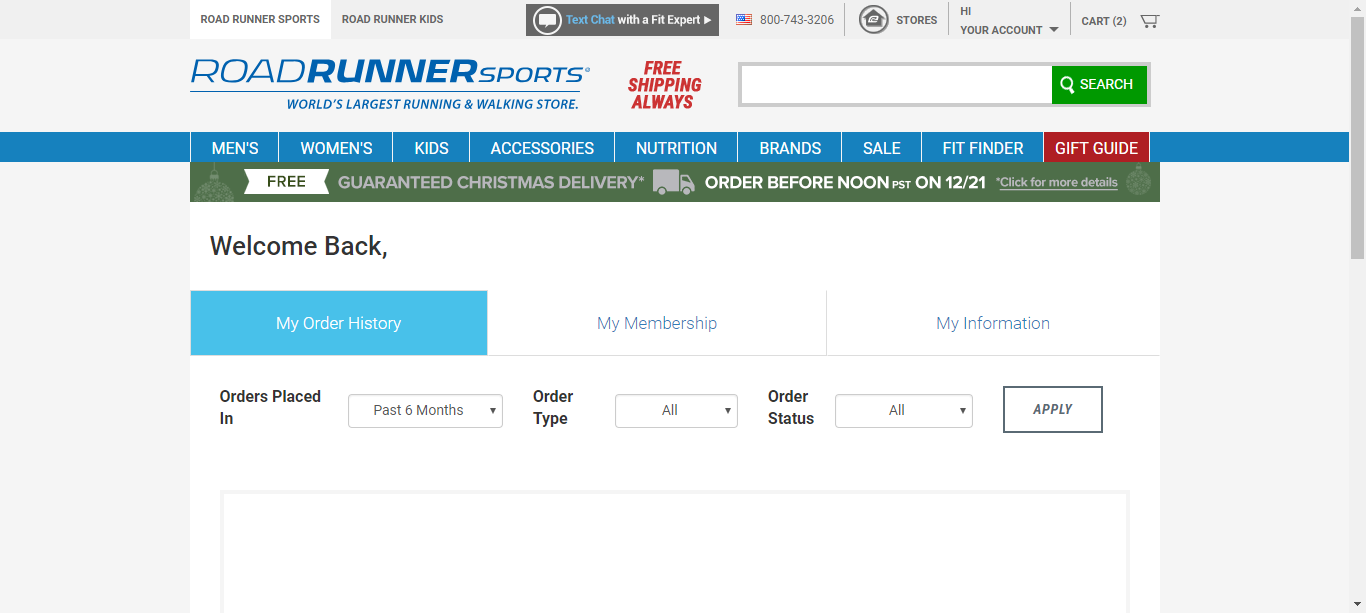 ROAD RUNNER SPORTS
ROAD RUNNER KIDS
Text Chat with a Fit Expert
800-743-3206
STORES
HI
YOUR ACCOUNT
CART (2)
ROADRUNNERSPORTS®
WORLD'S LARGEST RUNNING & WALKING STORE.
FREE
SHIPPING
ALWAYS
SEARCH
MEN'S
WOMEN'S
KIDS
ACCESSORIES
NUTRITION
BRANDS
SALE
FIT FINDER
GIFT GUIDE
FREE GUARANTEED CHRISTMAS DELIVERY* ORDER BEFORE NOON PST ON 12/21 *Click for more details
Welcome Back,
My Order History
My Membership
My Information
Orders Placed
In
Past 6 Months
Order
Type
All
Order
Status
All
APPLY